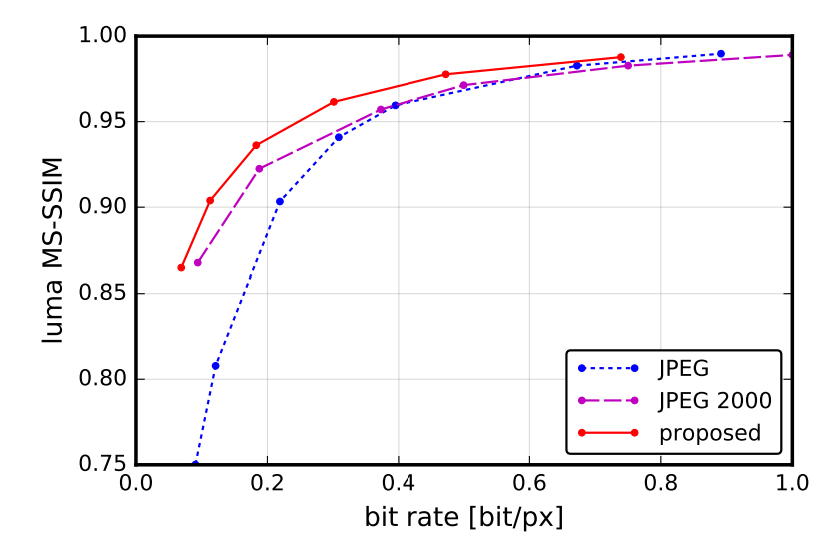 1.00
0.95
0.90
0.85
0.80
0.75
luma MS-SSIM
JPEG
JPEG 2000
proposed
0.0 0.2 0.4 0.6 0.8 1.0
bit rate [bit/px]